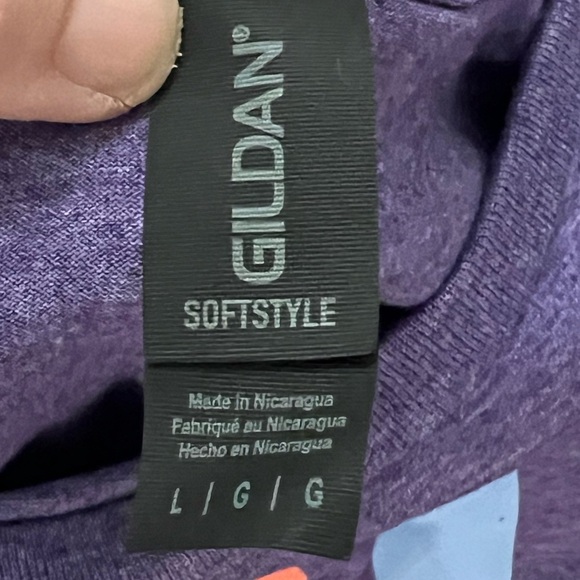 GILDAN®
SOFTSTYLE
Made in Nicaragua
Fabriqué au Nicaragua
Hecho en Nicaragua
L / G / G